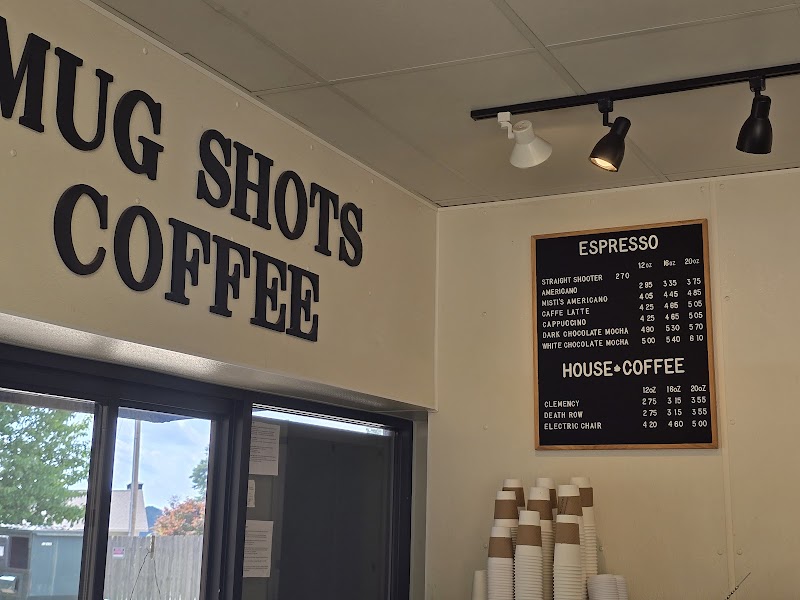 MUG SHOTS
COFFEE
ESPRESSO
12oz 16oz 20oz
STRAIGHT SHOOTER 2 70
AMERICANO 2 95 3 35 3 75
MISTI'S AMERICANO 4 05 4 45 4 85
CAFFE LATTE 4 25 4 65 5 05
CAPPUCCINO 4 25 4 65 5 05
DARK CHOCOLATE MOCHA 4 90 5 30 5 70
WHITE CHOCOLATE MOCHA 5 00 5 40 6 10
HOUSE COFFEE
12oZ 16oZ 20oZ
CLEMENCY 2 75 3 15 3 55
DEATH ROW 2 75 3 15 3 55
ELECTRIC CHAIR 4 20 4 60 5 00